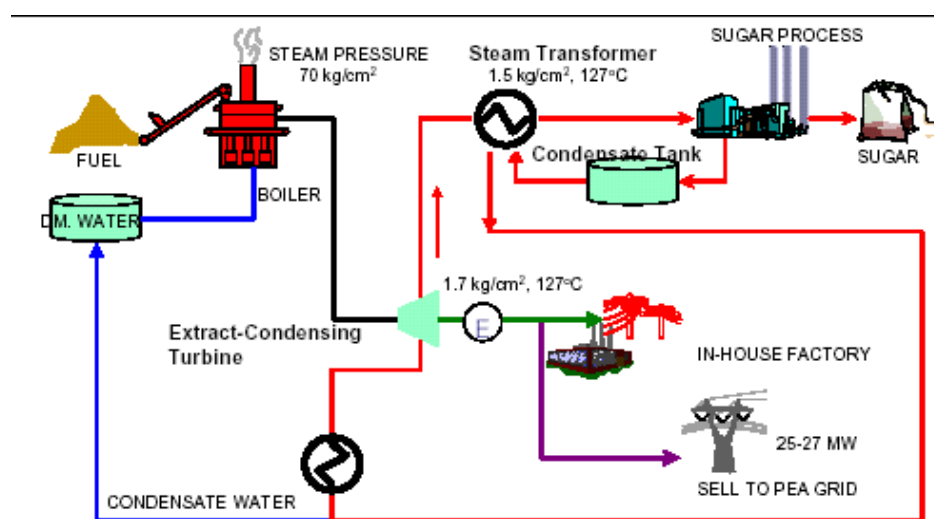 STEAM PRESSURE
70 kg/cm²
Steam Transformer
1.5 kg/cm², 127°C
SUGAR PROCESS
FUEL
BOILER
Condensate Tank
SUGAR
D.M. WATER
1.7 kg/cm², 127°C
E
Extract-Condensing
Turbine
IN-HOUSE FACTORY
25-27 MW
CONDENSATE WATER
SELL TO PEA GRID